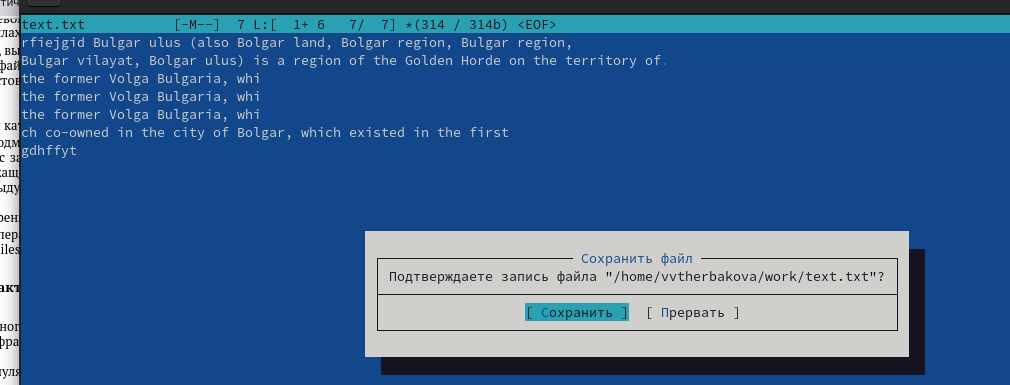 text.txt [-M--] 7 L:[ 1+ 6 7/ 7] *(314 / 314b) <EOF>
rfiejgid Bulgar ulus (also Bolgar land, Bolgar region, Bulgar region,
Bulgar vilayat, Bolgar ulus) is a region of the Golden Horde on the territory of.
the former Volga Bulgaria, whi
the former Volga Bulgaria, whi
the former Volga Bulgaria, whi
ch co-owned in the city of Bolgar, which existed in the first
gdhffyt
Сохранить файл
Подтверждаете запись файла "/home/vvtherbakova/work/text.txt"?
[ Сохранить ] [ Прервать ]